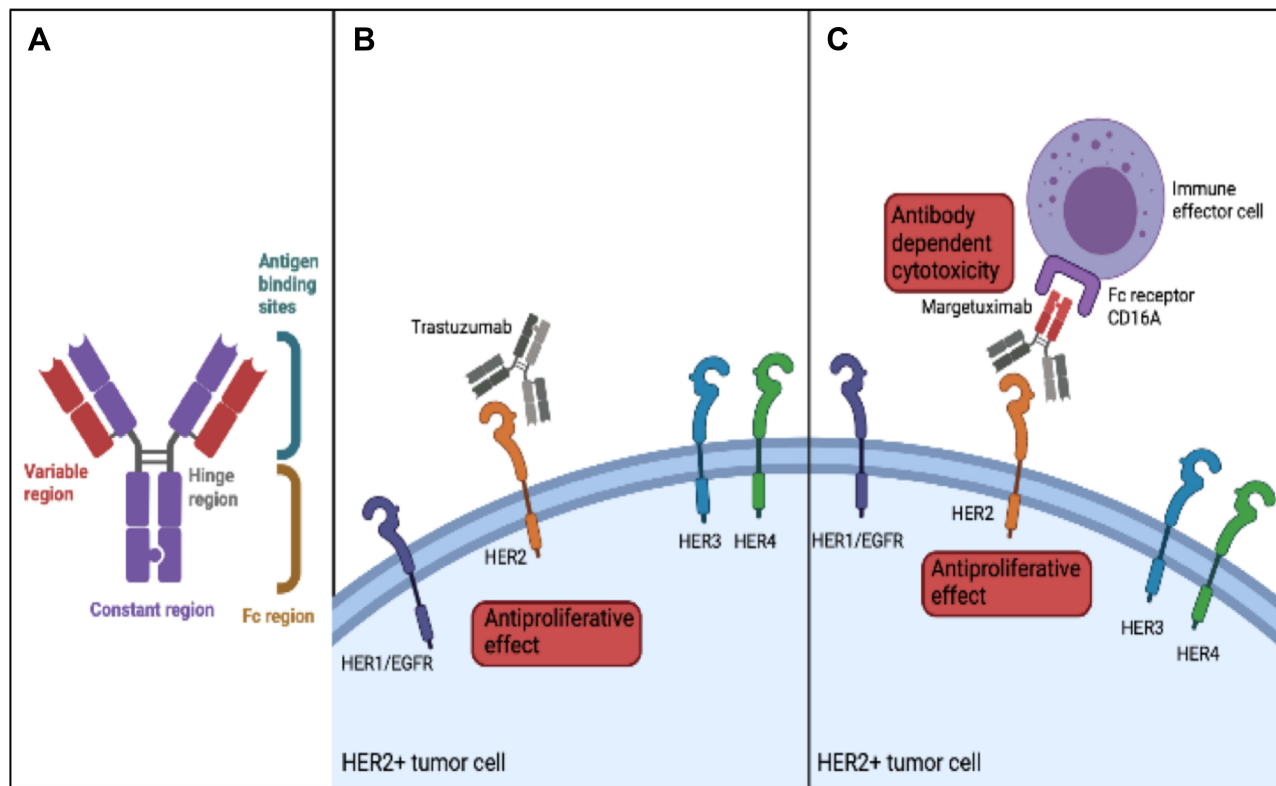 A
Antigen
binding
sites
Variable
region
Hinge
region
Constant region
Fc region
B
Trastuzumab
HER2
HER3
HER4
HER1/EGFR
Antiproliferative
effect
HER2+ tumor cell
C
Immune
effector cell
Antibody
dependent
cytotoxicity
Margetuximab
Fc receptor
CD16A
HER1/EGFR
HER2
Antiproliferative
effect
HER3
HER4
HER2+ tumor cell